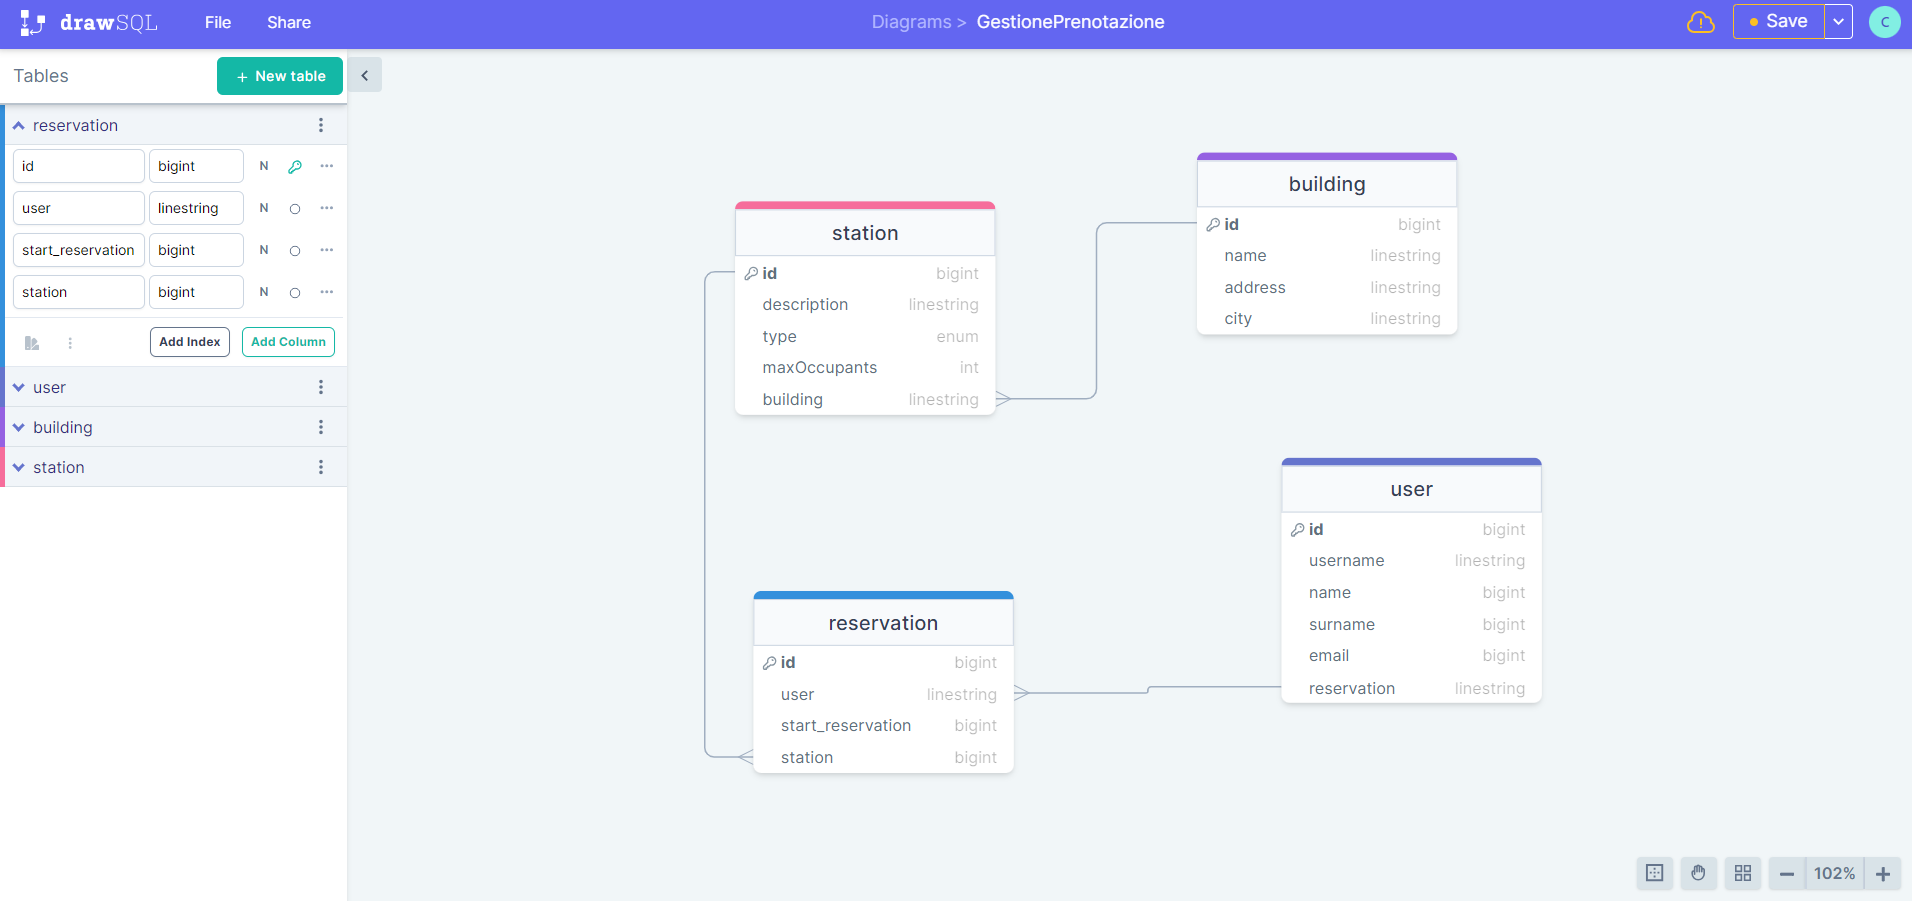 drawSQL File Share Diagrams > GestionePrenotazione Save C
Tables + New table
reservation
id bigint N
user linestring N
start_reservation bigint N
station bigint N
Add Index Add Column
user
building
station
station
id bigint
description linestring
type enum
maxOccupants int
building linestring
building
id bigint
name linestring
address linestring
city linestring
user
id bigint
username linestring
name bigint
surname bigint
email bigint
reservation linestring
reservation
id bigint
user linestring
start_reservation bigint
station bigint
102%